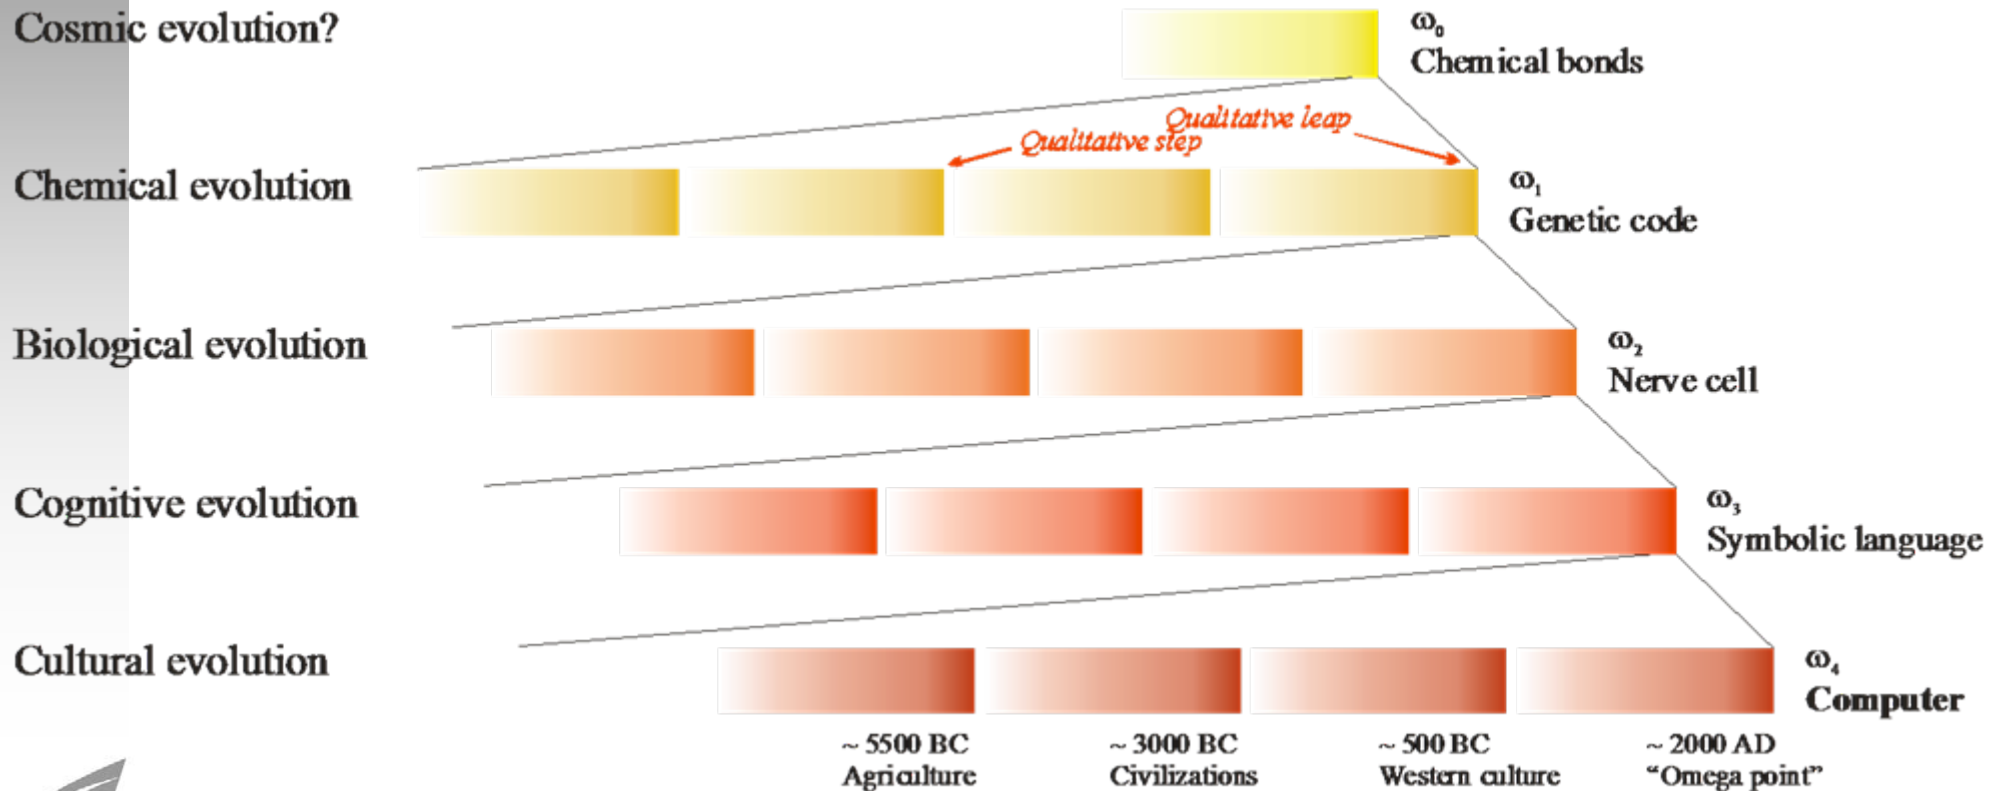 Cosmic evolution?
ω₀
Chemical bonds
Qualitative leap
Qualitative step
Chemical evolution
ω₁
Genetic code
Biological evolution
ω₂
Nerve cell
Cognitive evolution
ω₃
Symbolic language
Cultural evolution
ω₄
Computer
~ 5500 BC
Agriculture
~ 3000 BC
Civilizations
~ 500 BC
Western culture
~ 2000 AD
“Omega point”